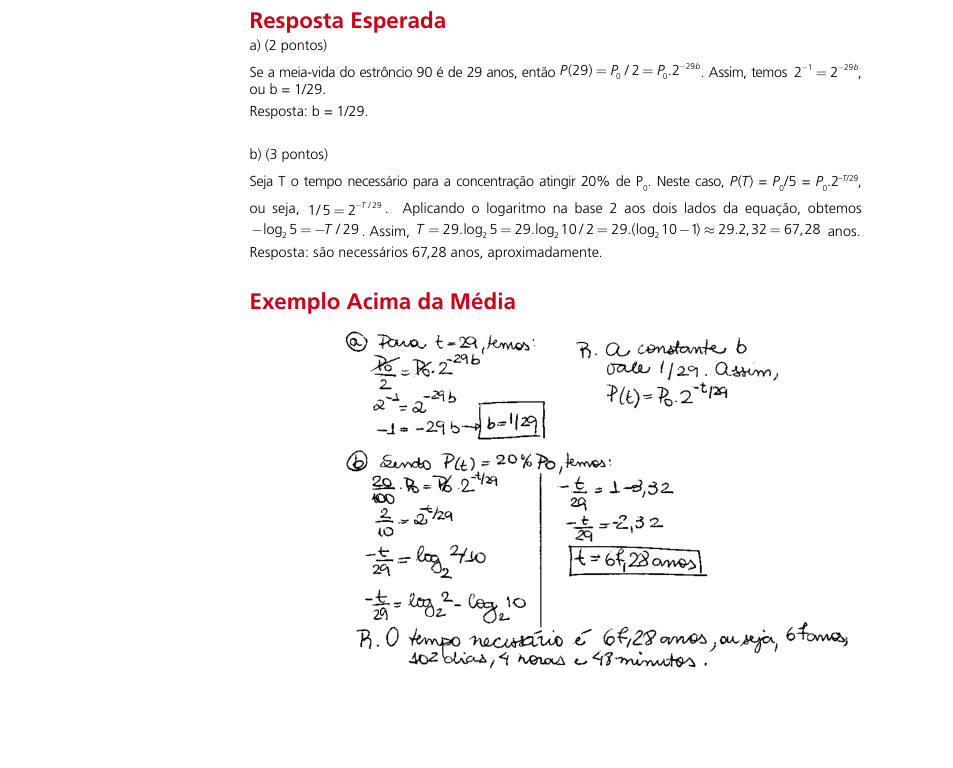 Resposta Esperada
a) (2 pontos)
Se a meia-vida do estrôncio 90 é de 29 anos, então P(29) = P₀ / 2 = P₀.2⁻²⁹ᵇ. Assim, temos 2⁻¹ = 2⁻²⁹ᵇ,
ou b = 1/29.
Resposta: b = 1/29.
b) (3 pontos)
Seja T o tempo necessário para a concentração atingir 20% de P₀. Neste caso, P(T) = P₀/5 = P₀.2^(–T/29),
ou seja, 1/5 = 2^(−T/29). Aplicando o logaritmo na base 2 aos dois lados da equação, obtemos
−log₂ 5 = −T / 29. Assim, T = 29.log₂ 5 = 29.log₂ 10 / 2 = 29.(log₂ 10 − 1) ≈ 29.2,32 = 67,28 anos.
Resposta: são necessários 67,28 anos, aproximadamente.
Exemplo Acima da Média
a) Para t = 29, temos:
P₀/2 = P₀ . 2⁻²⁹ᵇ
2⁻¹ = 2⁻²⁹ᵇ
−1 = −29b → b = 1/29
R. A constante b
vale 1/29. Assim,
P(t) = P₀ . 2^(−t/29)
b) Sendo P(t) = 20% P₀, temos:
20/100 . P₀ = P₀ . 2^(−t/29)
2/10 = 2^(−t/29)
−t/29 = log₂ 2/10
−t/29 = log₂ 2 − log₂ 10
−t/29 = 1 − 3,32
−t/29 = −2,32
t = 67,28 anos
R. O tempo necessário é 67,28 anos, ou seja, 67 anos,
102 dias, 4 horas e 48 minutos.